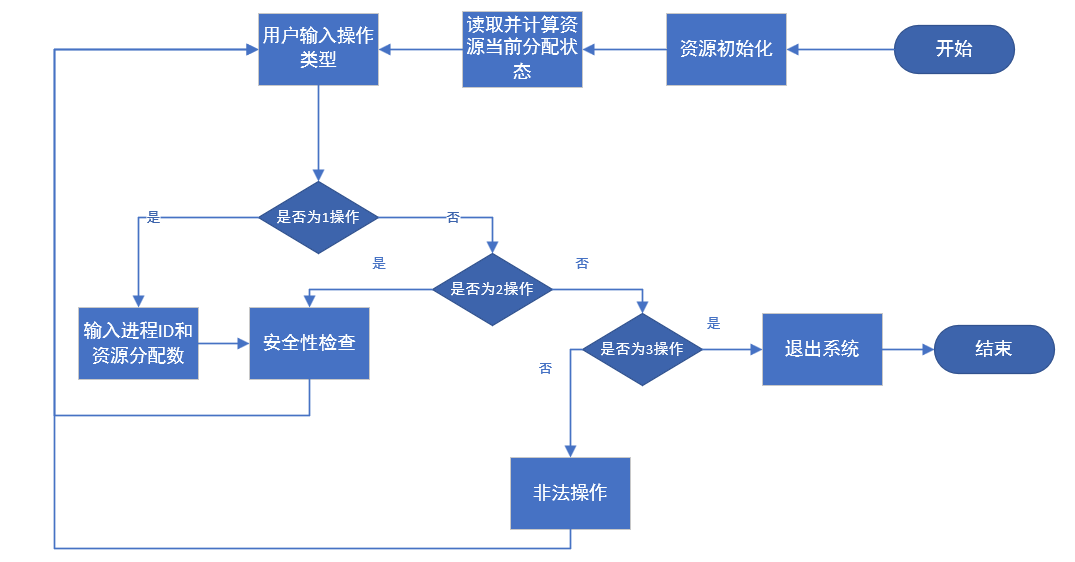 用户输入操作
类型
读取并计算资
源当前分配状
态
资源初始化
开始
是
是否为1操作
否
是
是否为2操作
否
输入进程ID和
资源分配数
安全性检查
否
是否为3操作
是
退出系统
结束
非法操作